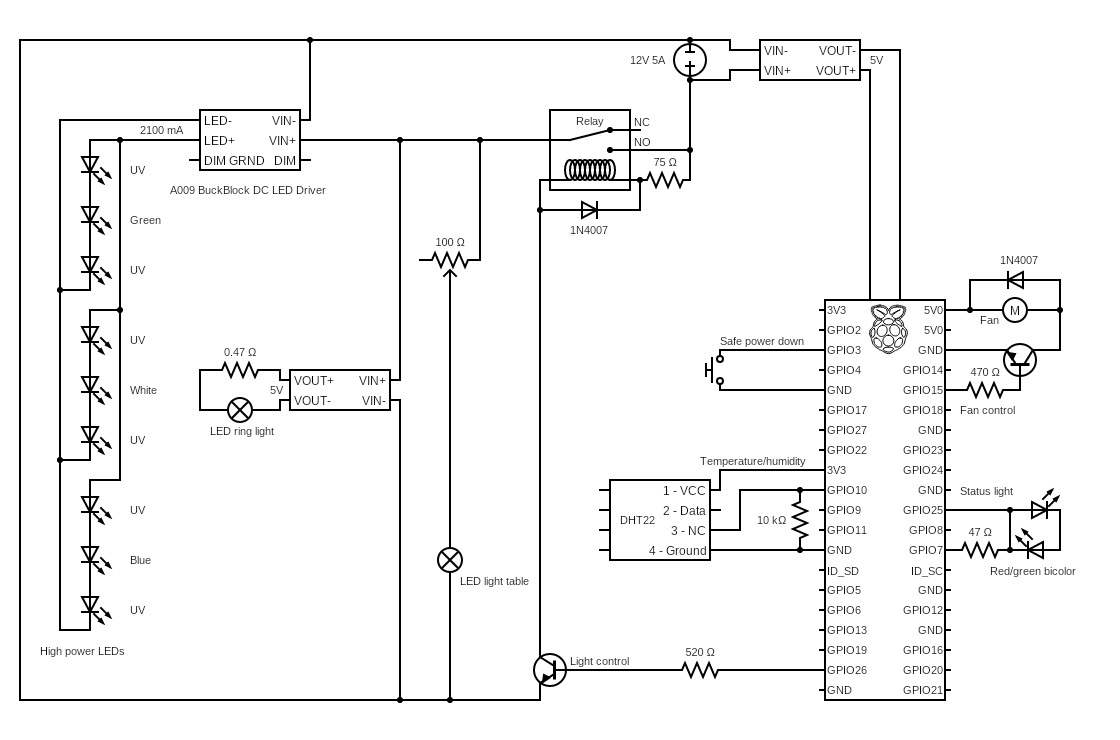 12V 5A
VIN- VOUT-
VIN+ VOUT+
5V
Relay
NC
NO
75 Ω
1N4007
2100 mA
LED- VIN-
LED+ VIN+
DIM GRND DIM
A009 BuckBlock DC LED Driver
UV
Green
UV
UV
White
UV
UV
Blue
UV
High power LEDs
100 Ω
0.47 Ω
5V
VOUT+ VIN+
VOUT- VIN-
LED ring light
LED light table
Light control
520 Ω
Safe power down
Temperature/humidity
DHT22
1 - VCC
2 - Data
3 - NC
4 - Ground
10 kΩ
3V3 5V0
GPIO2 5V0
GPIO3 GND
GPIO4 GPIO14
GND GPIO15
GPIO17 GPIO18
GPIO27 GND
GPIO22 GPIO23
3V3 GPIO24
GPIO10 GND
GPIO9 GPIO25
GPIO11 GPIO8
GND GPIO7
ID_SD ID_SC
GPIO5 GND
GPIO6 GPIO12
GPIO13 GND
GPIO19 GPIO16
GPIO26 GPIO20
GND GPIO21
1N4007
M
Fan
470 Ω
Fan control
Status light
47 Ω
Red/green bicolor